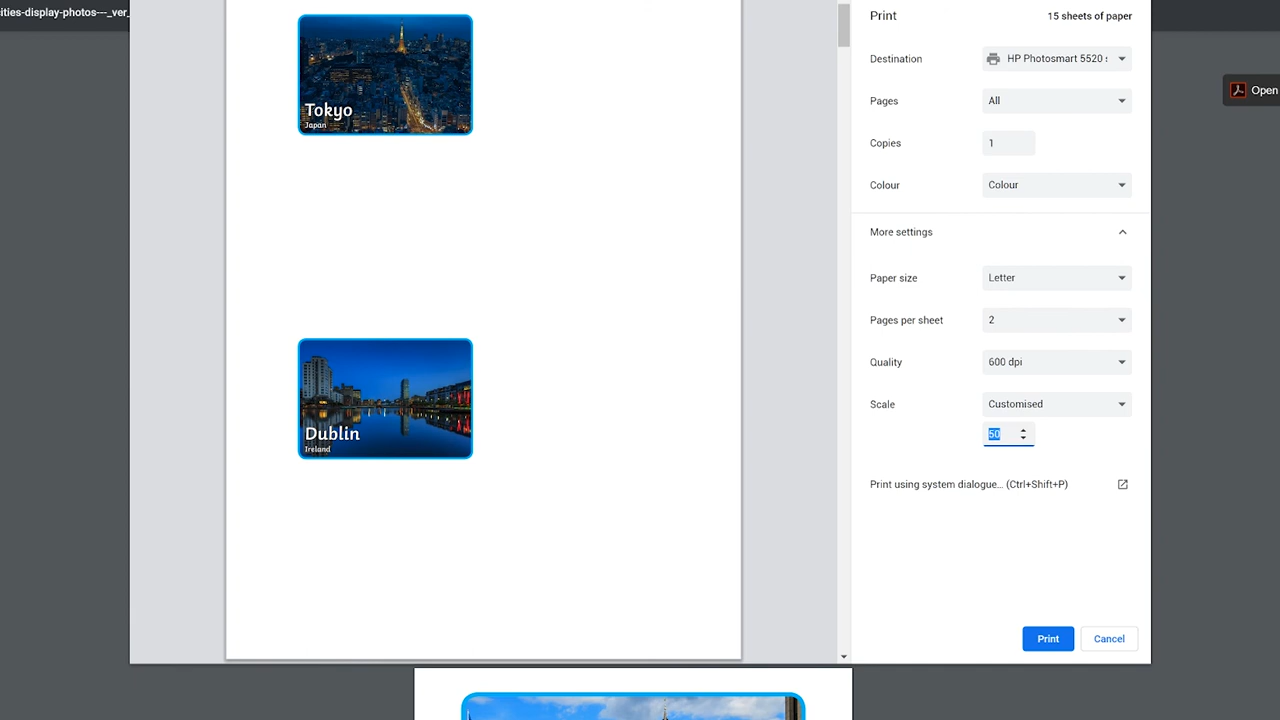 ities-display-photos---_ver_
Print
15 sheets of paper
Destination
HP Photosmart 5520 s
Pages
All
Copies
1
Colour
Colour
More settings
Paper size
Letter
Pages per sheet
2
Quality
600 dpi
Scale
Customised
50
Print using system dialogue... (Ctrl+Shift+P)
Print
Cancel
Open
Tokyo
Japan
Dublin
Ireland